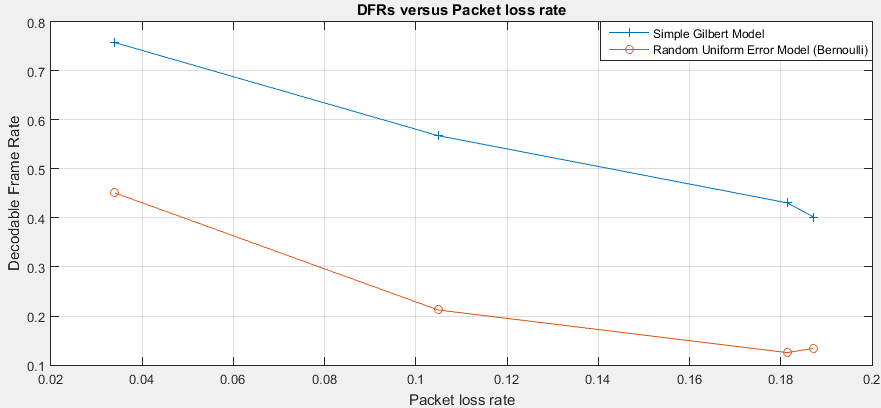 DFRs versus Packet loss rate
Simple Gilbert Model
Random Uniform Error Model (Bernoulli)
Decodable Frame Rate
0.8
0.7
0.6
0.5
0.4
0.3
0.2
0.1
0.02 0.04 0.06 0.08 0.1 0.12 0.14 0.16 0.18 0.2
Packet loss rate